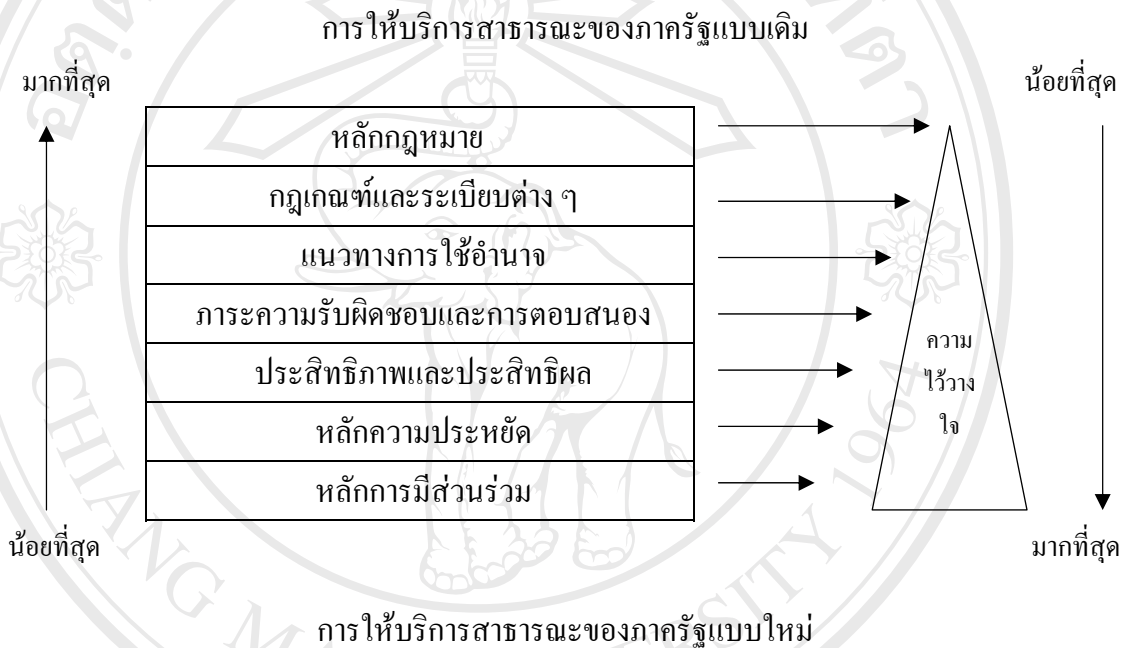 การให้บริการสาธารณะของภาครัฐแบบเดิม
มากที่สุด
น้อยที่สุด
หลักกฎหมาย
กฎเกณฑ์และระเบียบต่าง ๆ
แนวทางการใช้อำนาจ
ภาระความรับผิดชอบและการตอบสนอง
ประสิทธิภาพและประสิทธิผล
หลักความประหยัด
หลักการมีส่วนร่วม
ความ
ไว้วาง
ใจ
น้อยที่สุด
มากที่สุด
การให้บริการสาธารณะของภาครัฐแบบใหม่
CHIANG M
SITY 1964